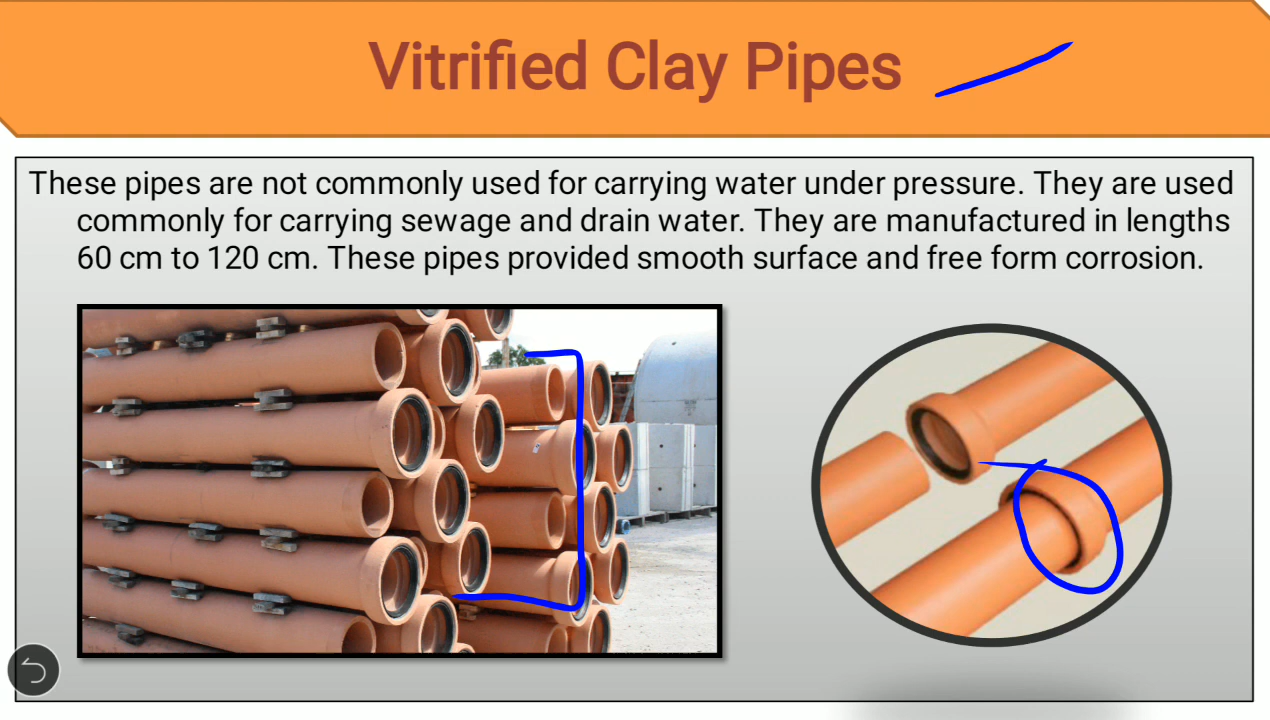 Vitrified Clay Pipes
These pipes are not commonly used for carrying water under pressure. They are used
commonly for carrying sewage and drain water. They are manufactured in lengths
60 cm to 120 cm. These pipes provided smooth surface and free form corrosion.